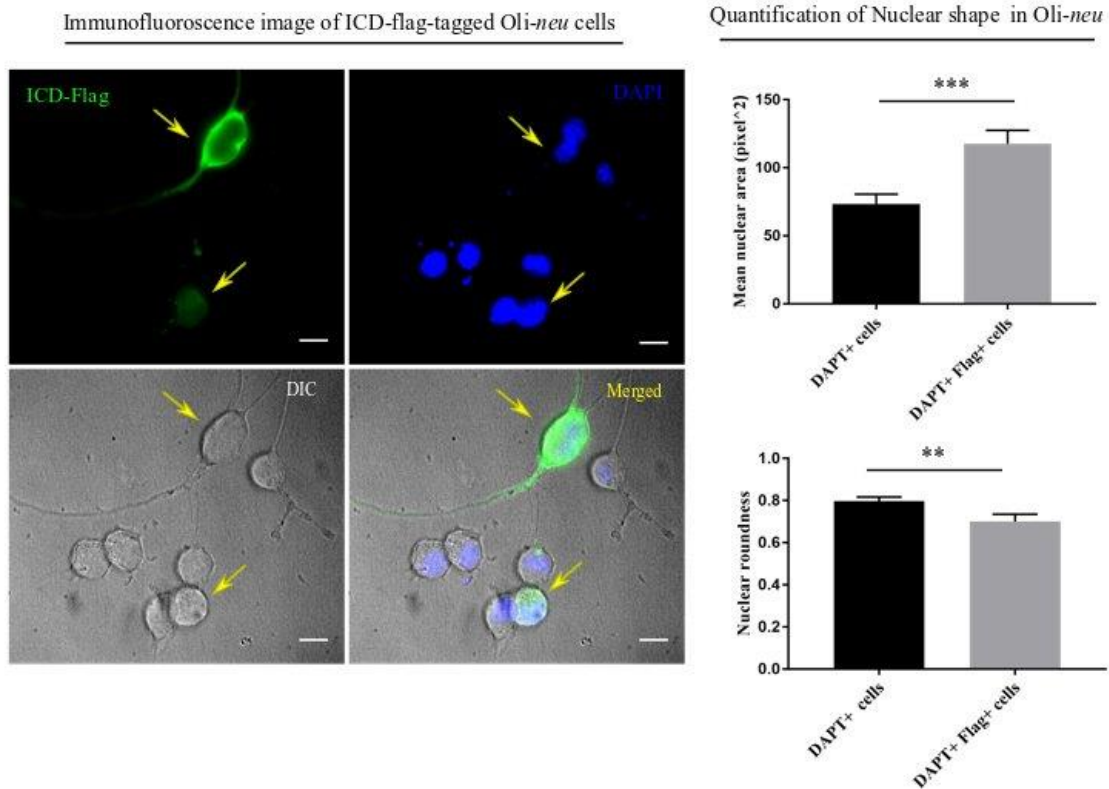 Immunofluoroscence image of ICD-flag-tagged Oli-neu cells
ICD-Flag
DAPI
DIC
Merged
Quantification of Nuclear shape in Oli-neu
***
150
100
50
0
Mean nuclear area (pixel^2)
DAPT+ cells
DAPT+ Flag+ cells
**
1.0
0.8
0.6
0.4
0.2
0.0
Nuclear roundness
DAPT+ cells
DAPT+ Flag+ cells